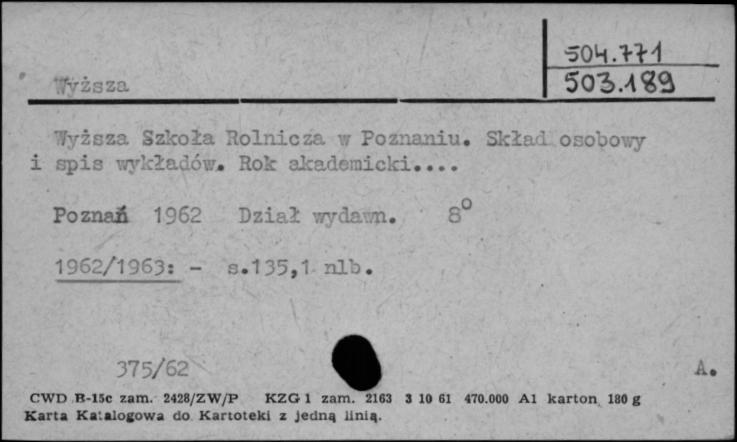 504.771
503.189
Wyższa
Wyższa Szkoła Rolnicza w Poznaniu. Skład osobowy
i spis wykładów. Rok akademicki....
Poznań 1962 Dział wydawn. 8°
1962/1963: - s.135,1 nlb.
375/62 A.
CWD B-15c zam. 2428/ZW/P KZG 1 zam. 2163 3 10 61 470.000 A1 karton 180 g
Karta Katalogowa do Kartoteki z jedną linią.